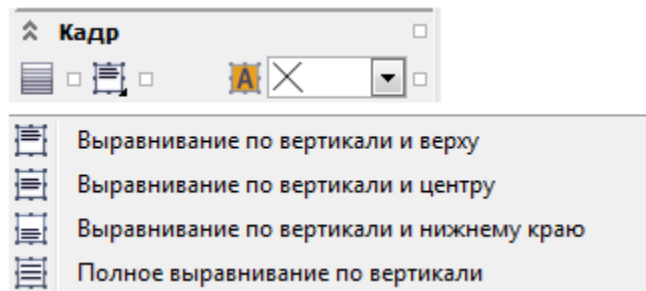 Кадр
A
Выравнивание по вертикали и верху
Выравнивание по вертикали и центру
Выравнивание по вертикали и нижнему краю
Полное выравнивание по вертикали